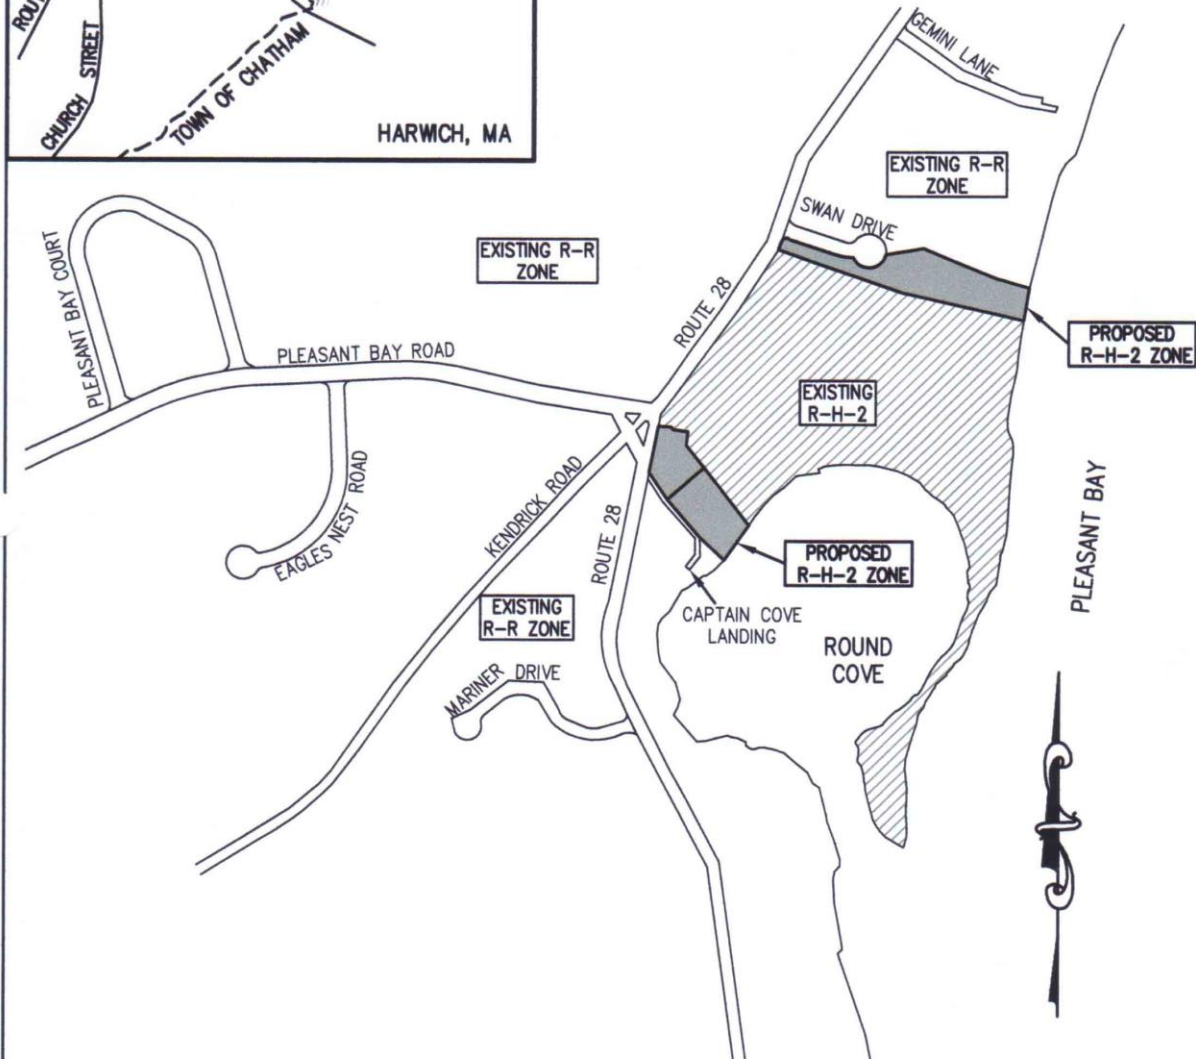 ROUT
CHURCH STREET
TOWN OF CHATHAM
HARWICH, MA
GEMINI LANE
EXISTING R-R
ZONE
SWAN DRIVE
PLEASANT BAY COURT
EXISTING R-R
ZONE
ROUTE 28
PROPOSED
R-H-2 ZONE
PLEASANT BAY ROAD
EXISTING
R-H-2
EAGLES NEST ROAD
KENDRICK ROAD
ROUTE 28
PLEASANT BAY
PROPOSED
R-H-2 ZONE
EXISTING
R-R ZONE
CAPTAIN COVE
LANDING
ROUND
COVE
MARINER DRIVE